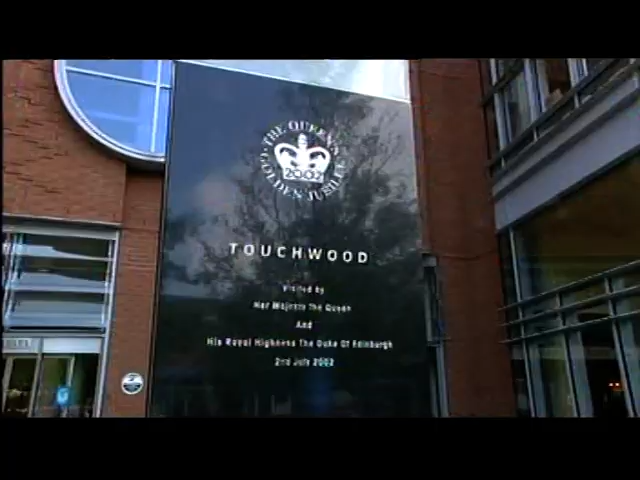 THE QUEEN'S
2002
GOLDEN JUBILEE
TOUCHWOOD
Visited by
Her Majesty The Queen
And
His Royal Highness The Duke Of Edinburgh
2nd July 2002